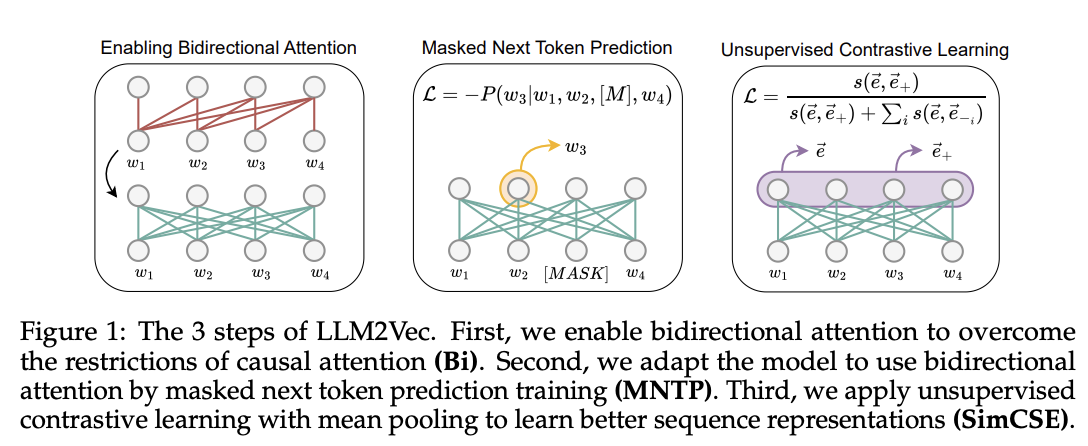 Enabling Bidirectional Attention
w₁ w₂ w₃ w₄
w₁ w₂ w₃ w₄
Masked Next Token Prediction
ℒ = −P(w₃|w₁, w₂, [M], w₄)
w₃
w₁ w₂ [MASK] w₄
Unsupervised Contrastive Learning
ℒ = s(e⃗, e⃗₊) / (s(e⃗, e⃗₊) + ∑ᵢ s(e⃗, e⃗₋ᵢ))
e⃗ e⃗₊
w₁ w₂ w₃ w₄
Figure 1: The 3 steps of LLM2Vec. First, we enable bidirectional attention to overcome
the restrictions of causal attention (Bi). Second, we adapt the model to use bidirectional
attention by masked next token prediction training (MNTP). Third, we apply unsupervised
contrastive learning with mean pooling to learn better sequence representations (SimCSE).